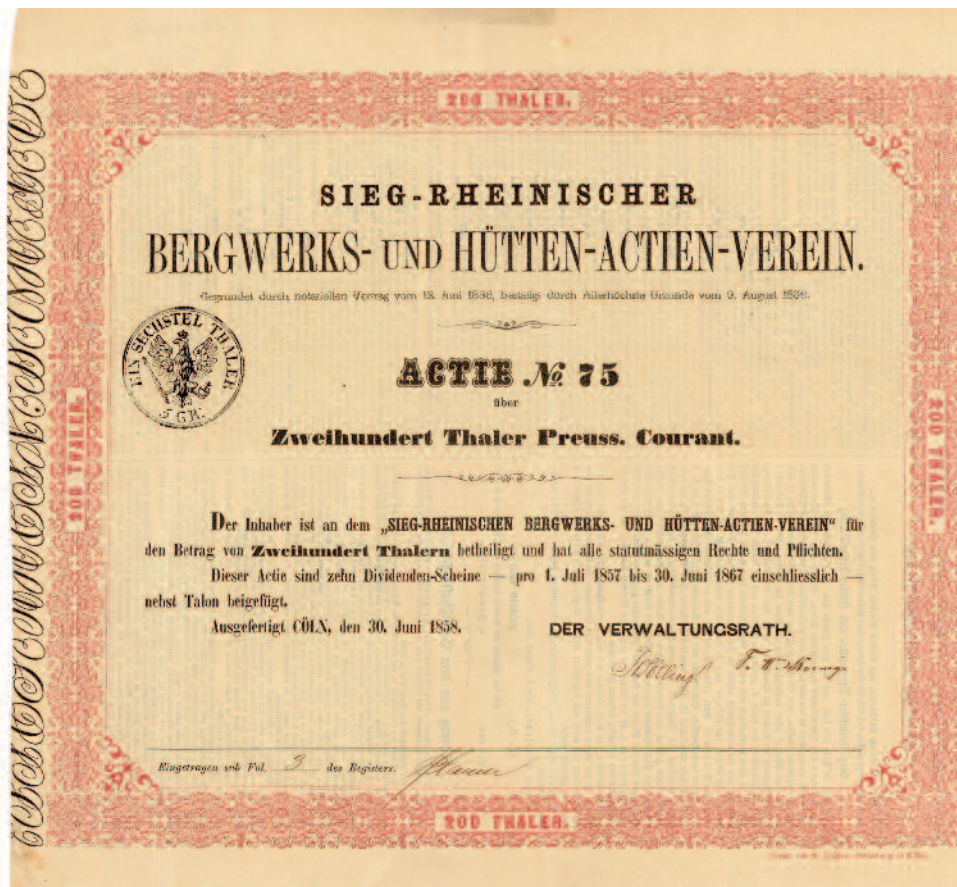 200 THALER.
SIEG-RHEINISCHER
BERGWERKS- UND HÜTTEN-ACTIEN-VEREIN.
Gegründet durch notariellen Vertrag vom 12. Juni 1856, bestätigt durch Allerhöchste Urkunde vom 9. August 1856.
EIN SECHSTEL THALER
5 GR.
ACTIE No 75
über
Zweihundert Thaler Preuss. Courant.
200 THALER.
200 THALER.
Der Inhaber ist an dem „SIEG-RHEINISCHEN BERGWERKS- UND HÜTTEN-ACTIEN-VEREIN“ für
den Betrag von Zweihundert Thalern betheiligt und hat alle statutmässigen Rechte und Pflichten.
Dieser Actie sind zehn Dividenden-Scheine — pro 1. Juli 1857 bis 30. Juni 1867 einschliesslich —
nebst Talon beigefügt.
Ausgefertigt CÖLN, den 30. Juni 1858.
DER VERWALTUNGSRATH.
Eingetragen sub Fol. 3 des Registers.
200 THALER.